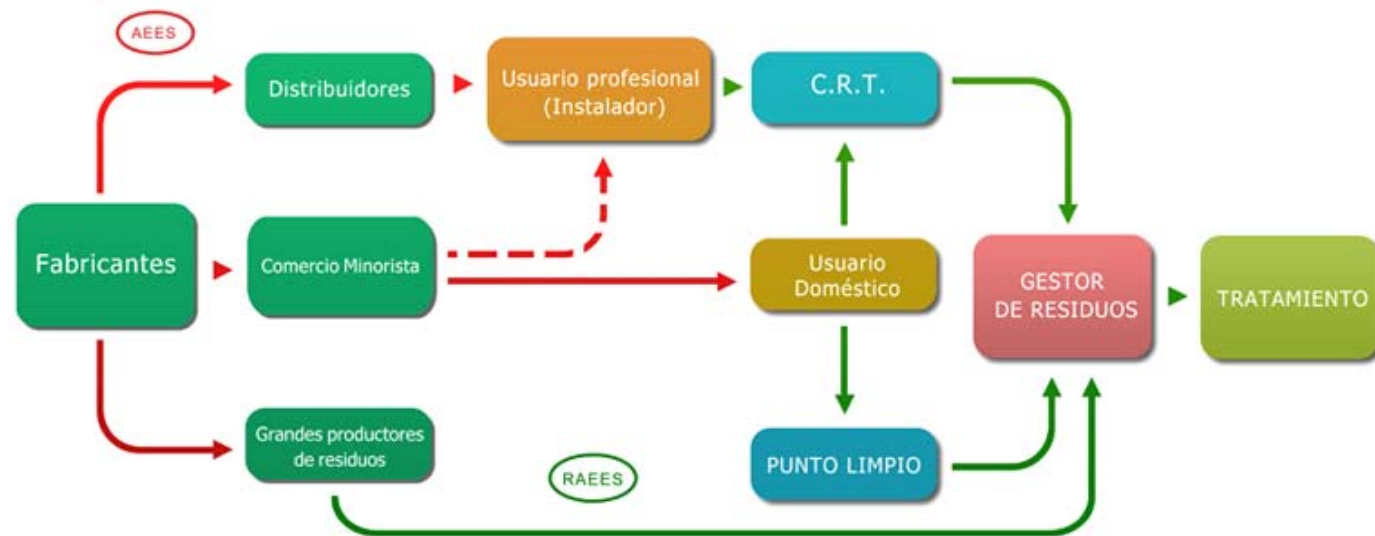 AEES
Distribuidores
Usuario profesional
(Instalador)
C.R.T.
Fabricantes
Comercio Minorista
Usuario
Doméstico
GESTOR
DE RESIDUOS
TRATAMIENTO
Grandes productores
de residuos
RAEES
PUNTO LIMPIO